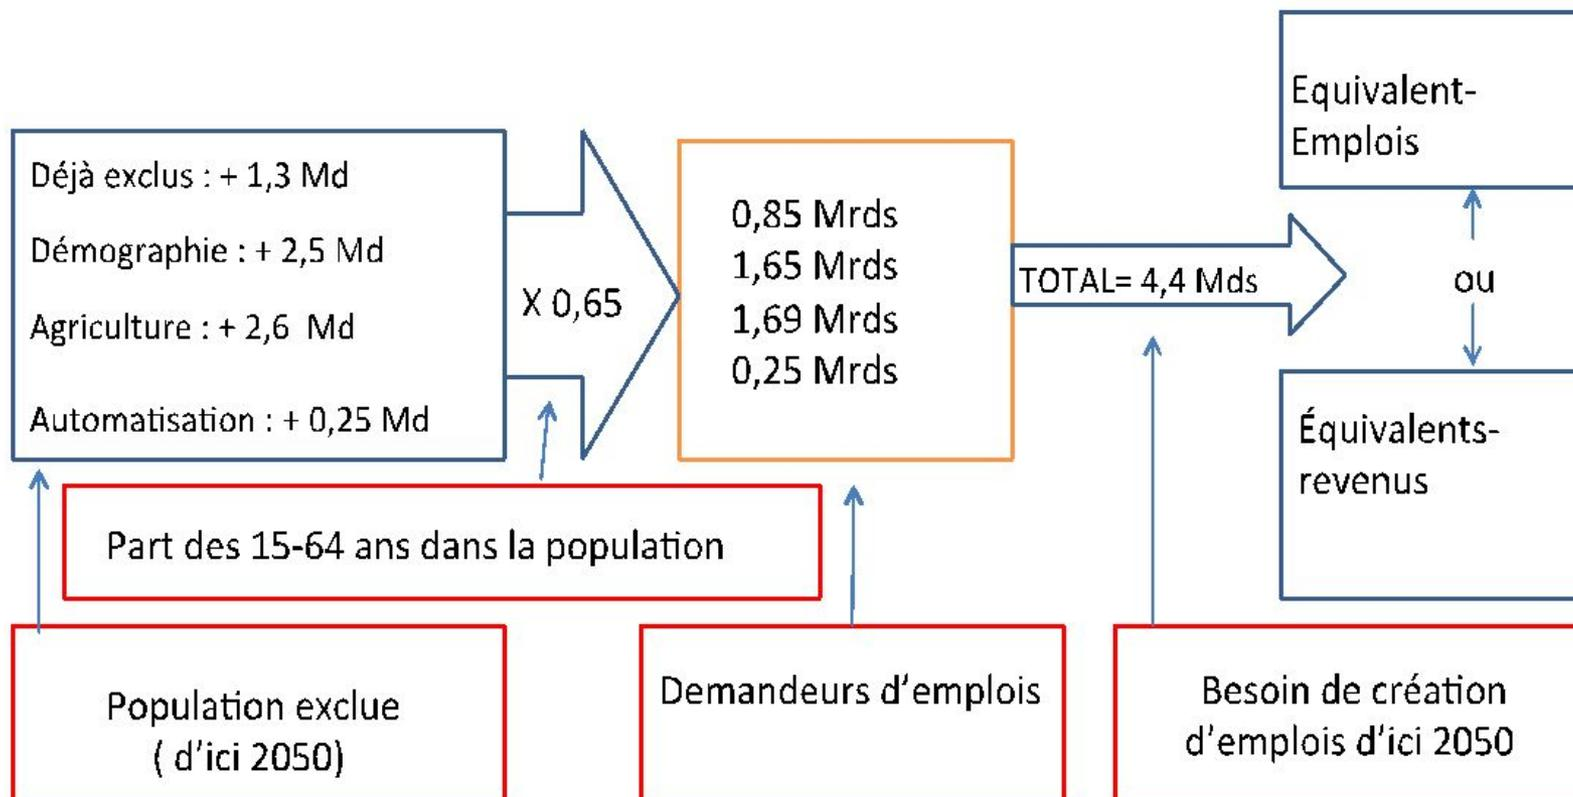 Déjà exclus : + 1,3 Md
Démographie : + 2,5 Md
Agriculture : + 2,6 Md
Automatisation : + 0,25 Md
X 0,65
0,85 Mrds
1,65 Mrds
1,69 Mrds
0,25 Mrds
TOTAL= 4,4 Mds
Equivalent-
Emplois
ou
Équivalents-
revenus
Part des 15-64 ans dans la population
Population exclue
( d'ici 2050)
Demandeurs d'emplois
Besoin de création
d'emplois d'ici 2050